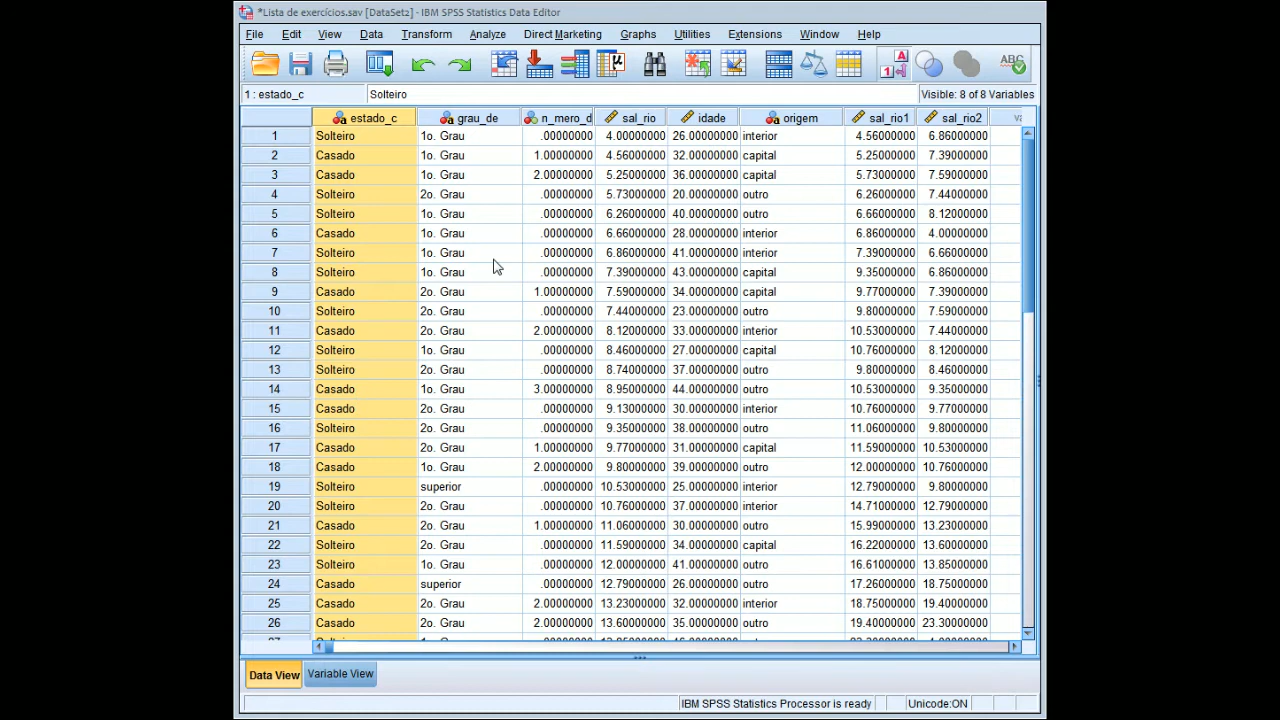 *Lista de exercícios.sav [DataSet2] - IBM SPSS Statistics Data Editor
File Edit View Data Transform Analyze Direct Marketing Graphs Utilities Extensions Window Help
1 : estado_c Solteiro Visible: 8 of 8 Variables
estado_c grau_de n_mero_d sal_rio idade origem sal_rio1 sal_rio2
1 Solteiro 1o. Grau .00000000 4.00000000 26.00000000 interior 4.56000000 6.86000000
2 Casado 1o. Grau 1.00000000 4.56000000 32.00000000 capital 5.25000000 7.39000000
3 Casado 1o. Grau 2.00000000 5.25000000 36.00000000 capital 5.73000000 7.59000000
4 Solteiro 2o. Grau .00000000 5.73000000 20.00000000 outro 6.26000000 7.44000000
5 Solteiro 1o. Grau .00000000 6.26000000 40.00000000 outro 6.66000000 8.12000000
6 Casado 1o. Grau .00000000 6.66000000 28.00000000 interior 6.86000000 4.00000000
7 Solteiro 1o. Grau .00000000 6.86000000 41.00000000 interior 7.39000000 6.66000000
8 Solteiro 1o. Grau .00000000 7.39000000 43.00000000 capital 9.35000000 6.86000000
9 Casado 2o. Grau 1.00000000 7.59000000 34.00000000 capital 9.77000000 7.39000000
10 Solteiro 2o. Grau .00000000 7.44000000 23.00000000 outro 9.80000000 7.59000000
11 Casado 2o. Grau 2.00000000 8.12000000 33.00000000 interior 10.53000000 7.44000000
12 Solteiro 1o. Grau .00000000 8.46000000 27.00000000 capital 10.76000000 8.12000000
13 Solteiro 2o. Grau .00000000 8.74000000 37.00000000 outro 9.80000000 8.46000000
14 Casado 1o. Grau 3.00000000 8.95000000 44.00000000 outro 10.53000000 9.35000000
15 Casado 2o. Grau .00000000 9.13000000 30.00000000 interior 10.76000000 9.77000000
16 Solteiro 2o. Grau .00000000 9.35000000 38.00000000 outro 11.06000000 9.80000000
17 Casado 2o. Grau 1.00000000 9.77000000 31.00000000 capital 11.59000000 10.53000000
18 Casado 1o. Grau 2.00000000 9.80000000 39.00000000 outro 12.00000000 10.76000000
19 Solteiro superior .00000000 10.53000000 25.00000000 interior 12.79000000 9.80000000
20 Solteiro 2o. Grau .00000000 10.76000000 37.00000000 interior 14.71000000 12.79000000
21 Casado 2o. Grau 1.00000000 11.06000000 30.00000000 outro 15.99000000 13.23000000
22 Solteiro 2o. Grau .00000000 11.59000000 34.00000000 capital 16.22000000 13.60000000
23 Solteiro 1o. Grau .00000000 12.00000000 41.00000000 outro 16.61000000 13.85000000
24 Casado superior .00000000 12.79000000 26.00000000 outro 17.26000000 18.75000000
25 Casado 2o. Grau 2.00000000 13.23000000 32.00000000 interior 18.75000000 19.40000000
26 Casado 2o. Grau 2.00000000 13.60000000 35.00000000 outro 19.40000000 23.30000000
Data View Variable View
IBM SPSS Statistics Processor is ready Unicode:ON